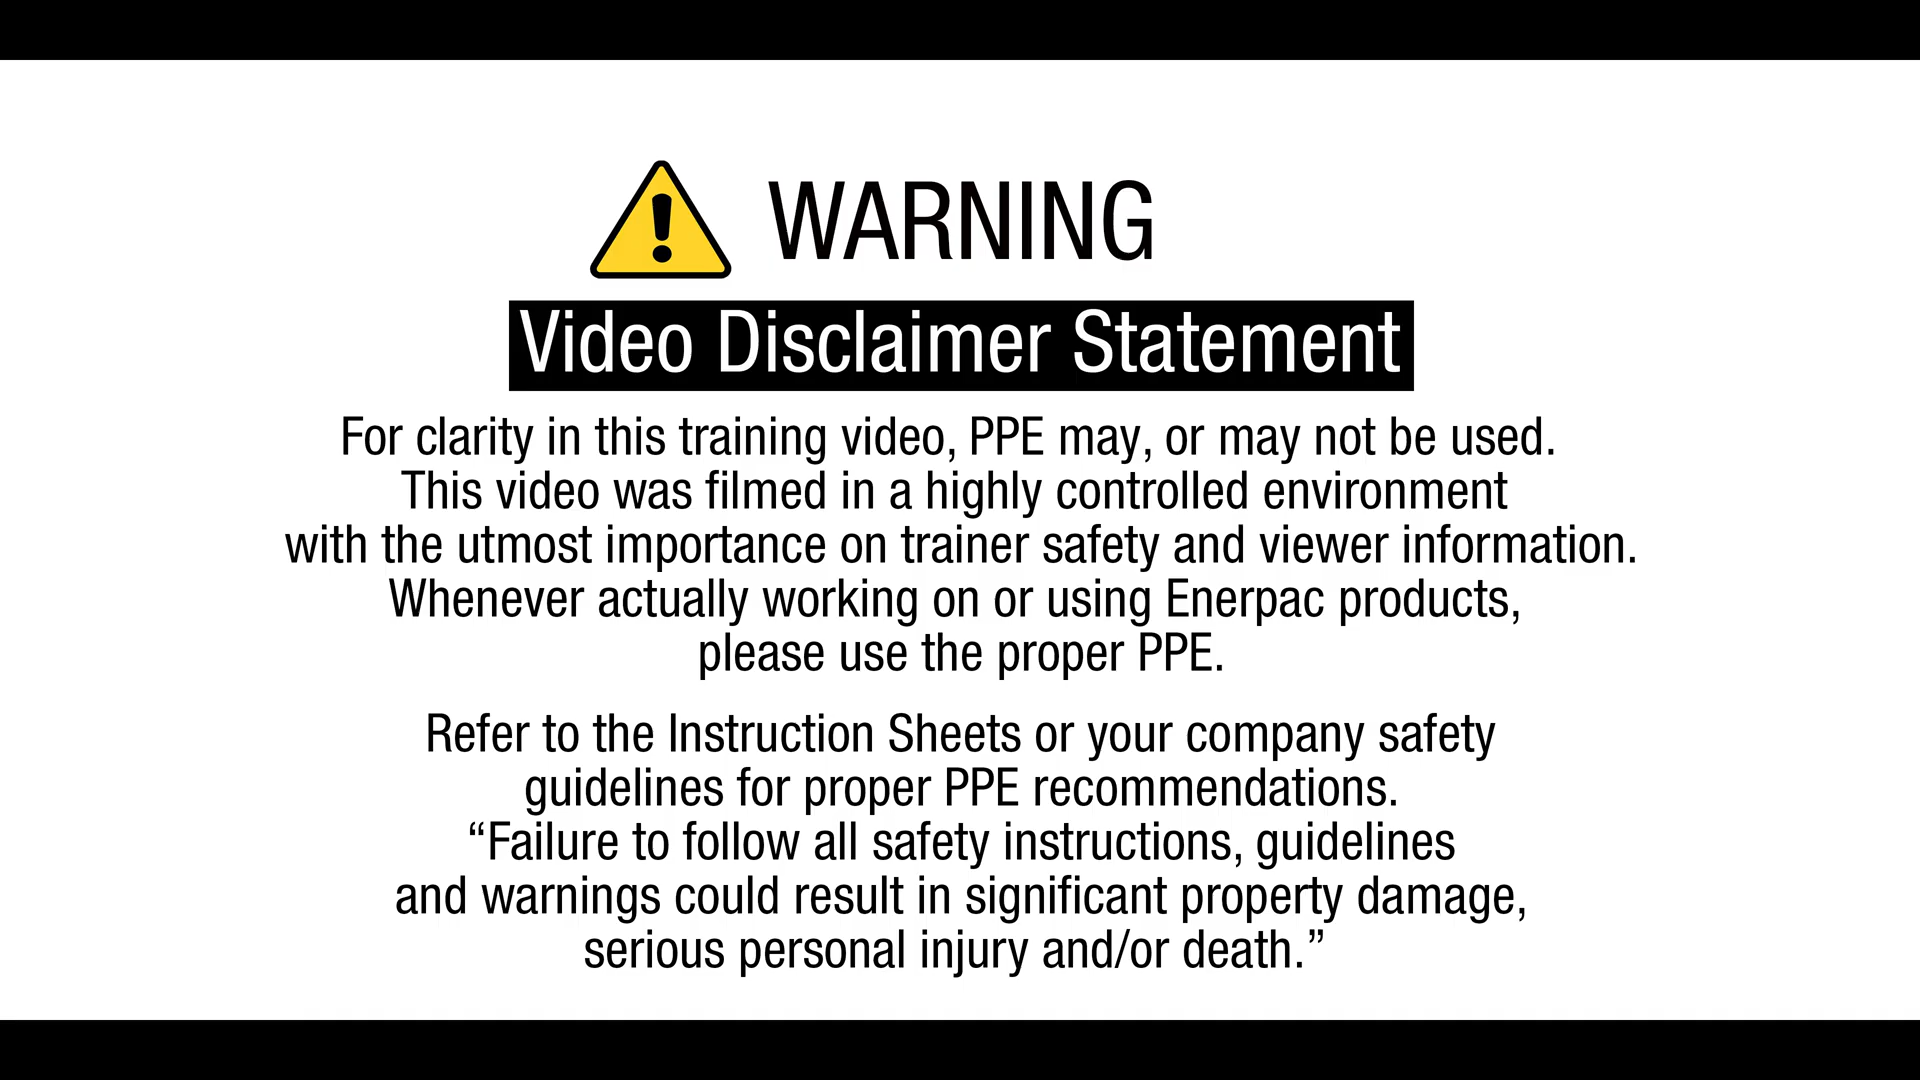 WARNING
Video Disclaimer Statement
For clarity in this training video, PPE may, or may not be used.
This video was filmed in a highly controlled environment
with the utmost importance on trainer safety and viewer information.
Whenever actually working on or using Enerpac products,
please use the proper PPE.
Refer to the Instruction Sheets or your company safety
guidelines for proper PPE recommendations.
“Failure to follow all safety instructions, guidelines
and warnings could result in significant property damage,
serious personal injury and/or death.”